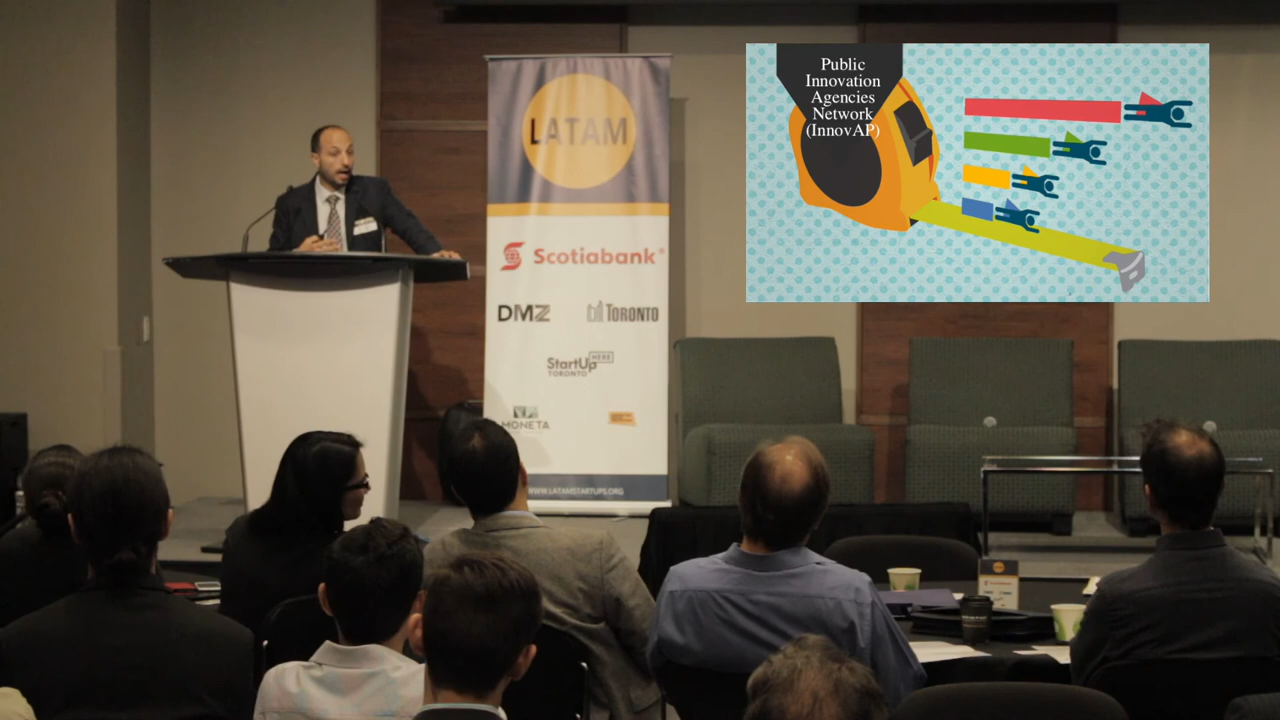 Public
Innovation
Agencies
Network
(InnovAP)
LATAM
Scotiabank®
DMZ
TORONTO
StartUp HERE
TORONTO
MONETA
WWW.LATAMSTARTUPS.ORG